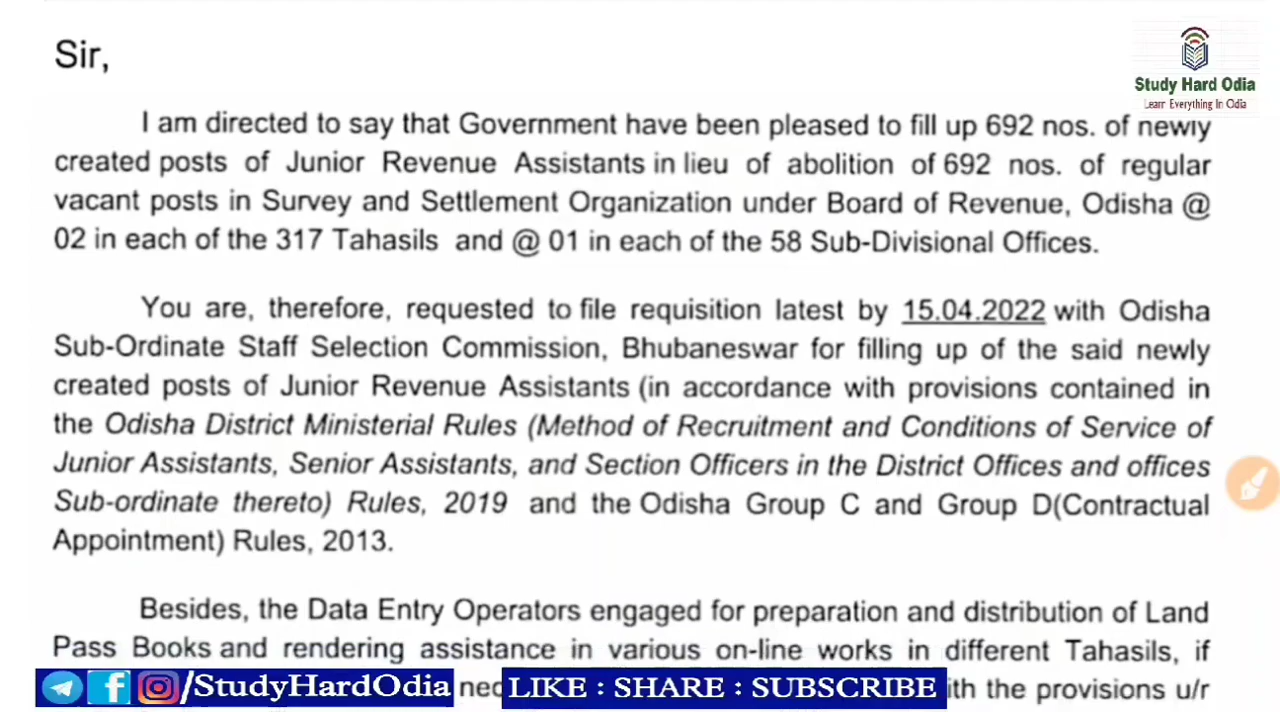 Sir,
Study Hard Odia
Learn Everything In Odia
I am directed to say that Government have been pleased to fill up 692 nos. of newly
created posts of Junior Revenue Assistants in lieu of abolition of 692 nos. of regular
vacant posts in Survey and Settlement Organization under Board of Revenue, Odisha @
02 in each of the 317 Tahasils and @ 01 in each of the 58 Sub-Divisional Offices.
You are, therefore, requested to file requisition latest by 15.04.2022 with Odisha
Sub-Ordinate Staff Selection Commission, Bhubaneswar for filling up of the said newly
created posts of Junior Revenue Assistants (in accordance with provisions contained in
the Odisha District Ministerial Rules (Method of Recruitment and Conditions of Service of
Junior Assistants, Senior Assistants, and Section Officers in the District Offices and offices
Sub-ordinate thereto) Rules, 2019 and the Odisha Group C and Group D(Contractual
Appointment) Rules, 2013.
Besides, the Data Entry Operators engaged for preparation and distribution of Land
Pass Books and rendering assistance in various on-line works in different Tahasils, if
the provisions u/r
/StudyHardOdia
LIKE : SHARE : SUBSCRIBE